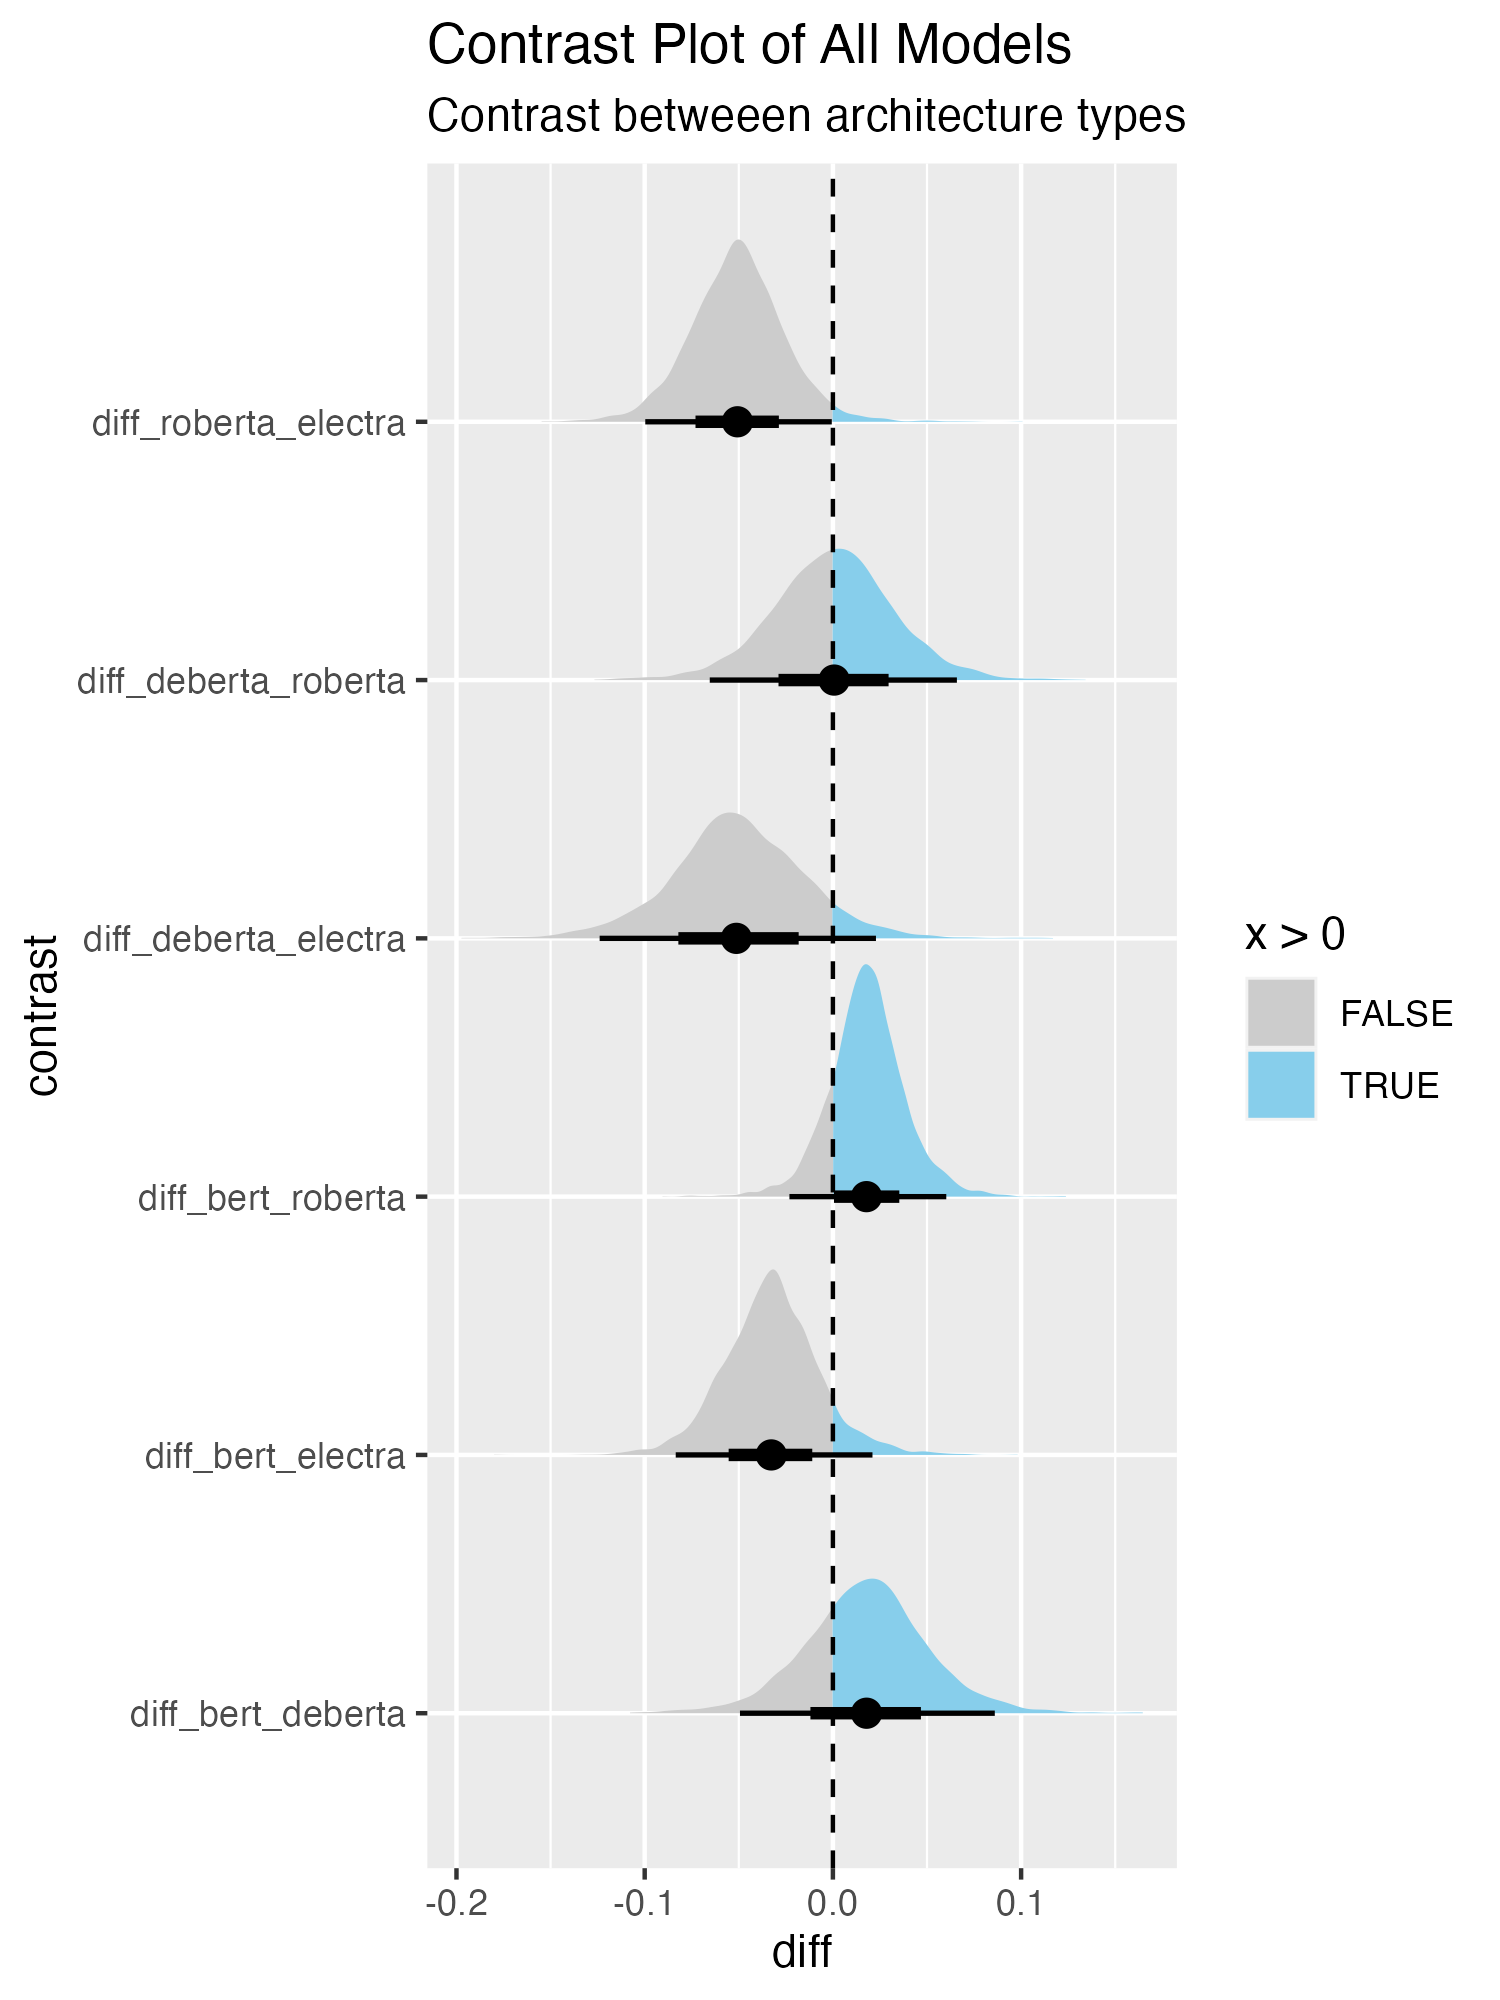 Contrast Plot of All Models
Contrast betweeen architecture types
contrast
diff_roberta_electra
diff_deberta_roberta
diff_deberta_electra
diff_bert_roberta
diff_bert_electra
diff_bert_deberta
-0.2 -0.1 0.0 0.1
diff
x > 0
FALSE
TRUE